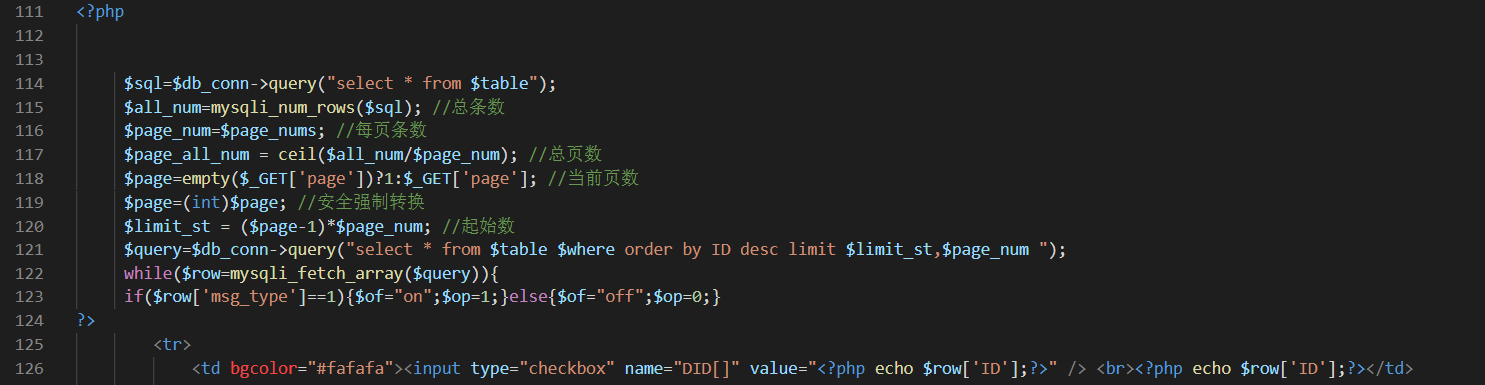 111 <?php
112
113
114 $sql=$db_conn->query("select * from $table");
115 $all_num=mysqli_num_rows($sql); //总条数
116 $page_num=$page_nums; //每页条数
117 $page_all_num = ceil($all_num/$page_num); //总页数
118 $page=empty($_GET['page'])?1:$_GET['page']; //当前页数
119 $page=(int)$page; //安全强制转换
120 $limit_st = ($page-1)*$page_num; //起始数
121 $query=$db_conn->query("select * from $table $where order by ID desc limit $limit_st,$page_num ");
122 while($row=mysqli_fetch_array($query)){
123 if($row['msg_type']==1){$of="on";$op=1;}else{$of="off";$op=0;}
124 ?>
125 <tr>
126 <td bgcolor="#fafafa"><input type="checkbox" name="DID[]" value="<?php echo $row['ID'];?>" /> <br><?php echo $row['ID'];?></td>